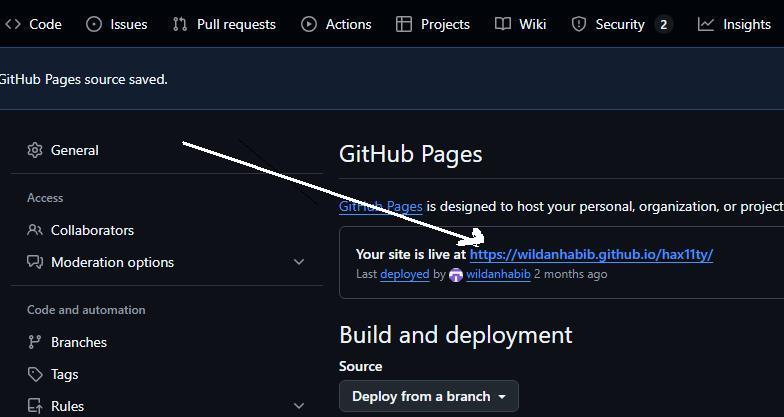 Code Issues Pull requests Actions Projects Wiki Security 2 Insights
GitHub Pages source saved.
General
Access
Collaborators
Moderation options
Code and automation
Branches
Tags
Rules
GitHub Pages
GitHub Pages is designed to host your personal, organization, or project
Your site is live at https://wildanhabib.github.io/hax11ty/
Last deployed by wildanhabib 2 months ago
Build and deployment
Source
Deploy from a branch